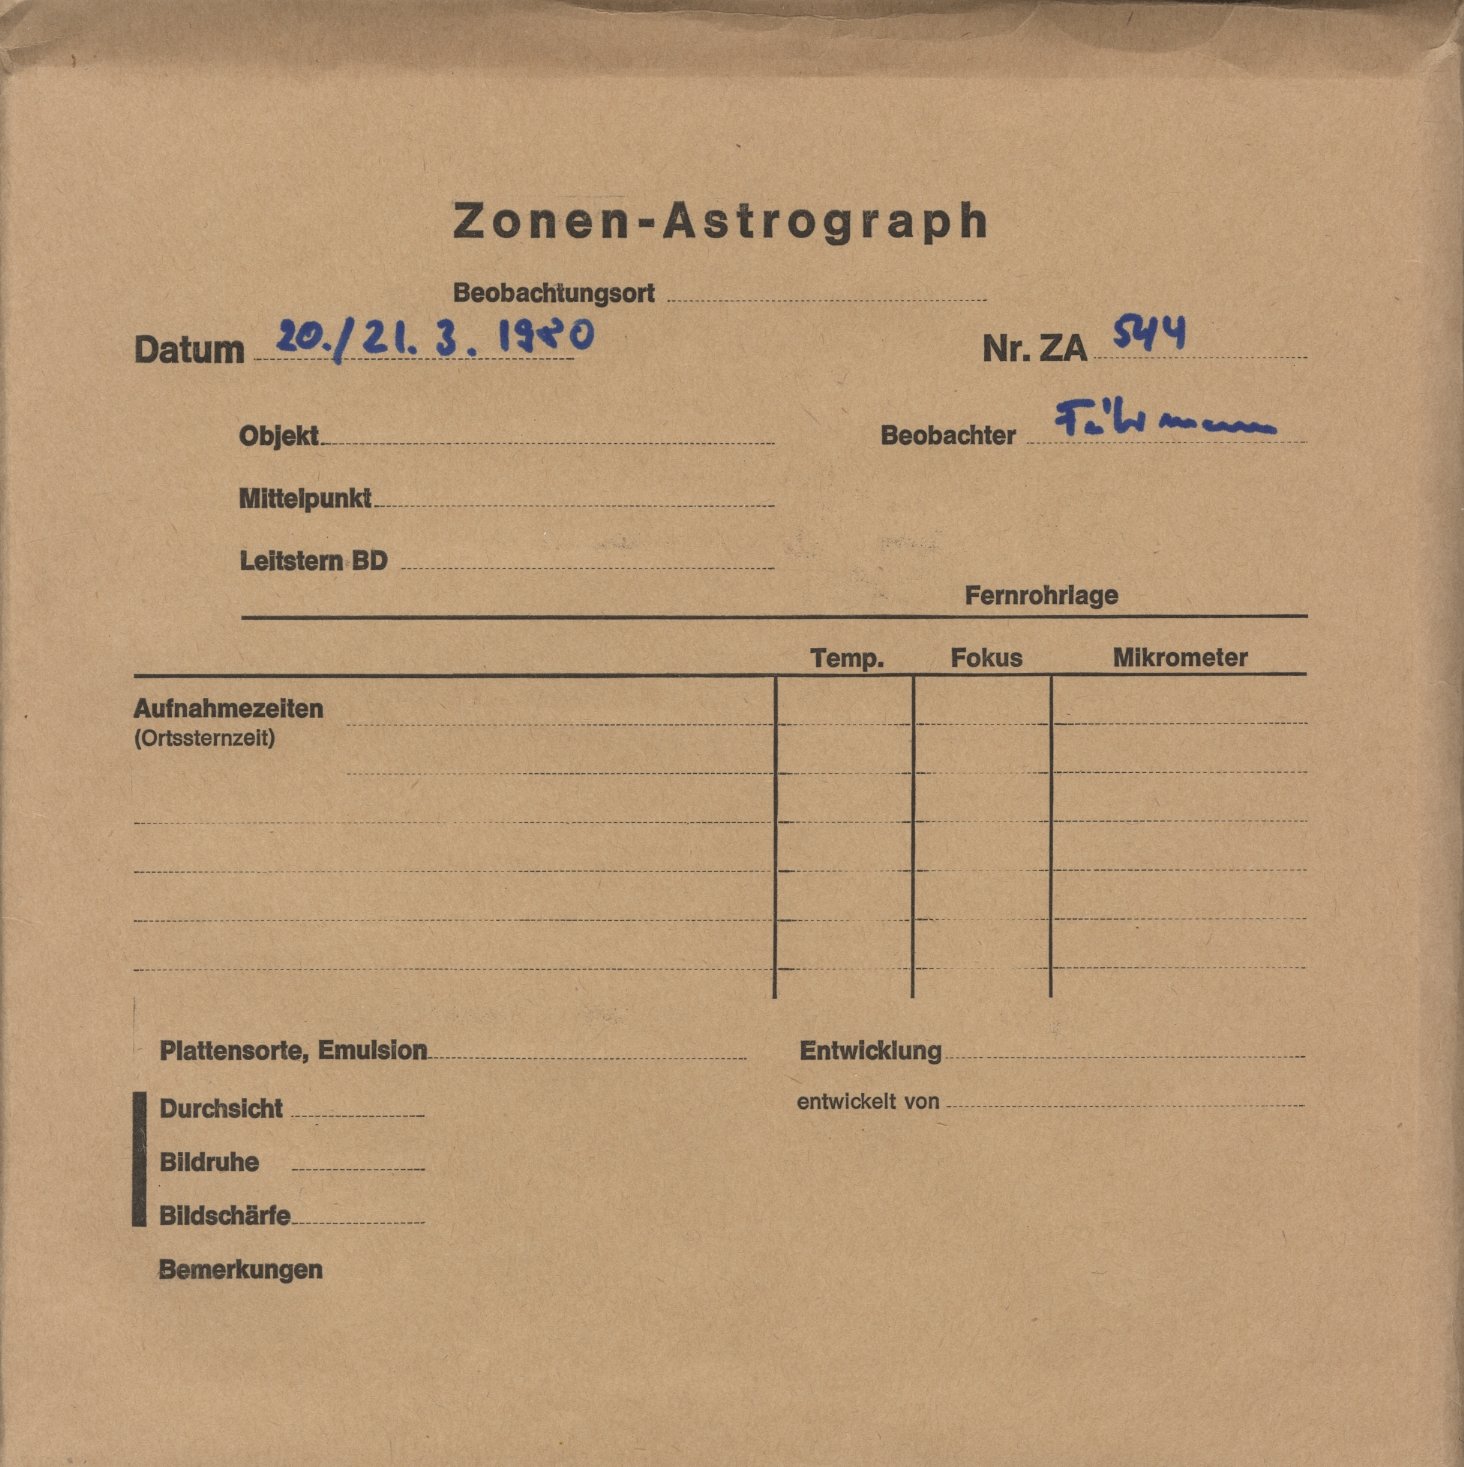 Zonen-Astrograph
Beobachtungsort
Datum 20./21. 3. 1980 Nr. ZA 544
Objekt Beobachter
Mittelpunkt
Leitstern BD
Fernrohrlage
Temp. Fokus Mikrometer
Aufnahmezeiten
(Ortssternzeit)
Plattensorte, Emulsion Entwicklung
Durchsicht entwickelt von
Bildruhe
Bildschärfe
Bemerkungen